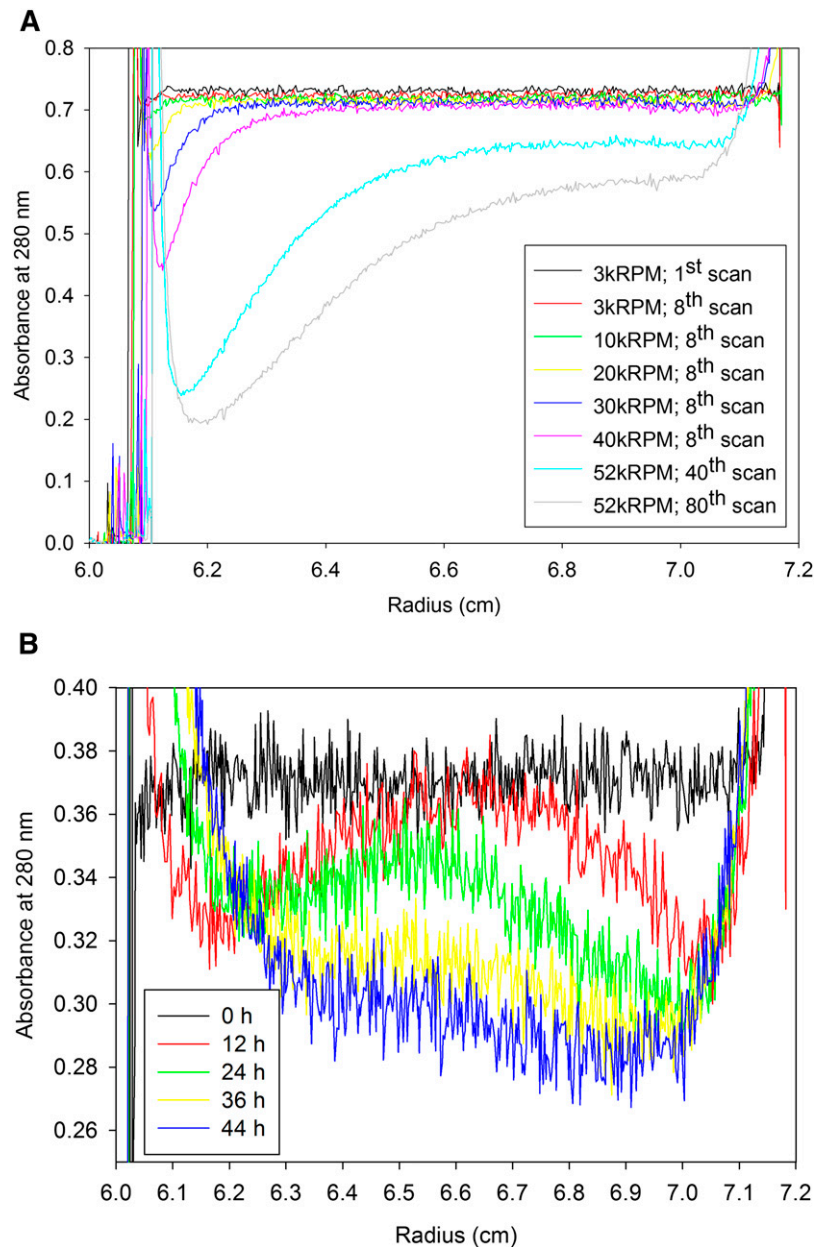 A
0.8
0.7
0.6
0.5
0.4
0.3
0.2
0.1
0.0
Absorbance at 280 nm
3kRPM; 1st scan
3kRPM; 8th scan
10kRPM; 8th scan
20kRPM; 8th scan
30kRPM; 8th scan
40kRPM; 8th scan
52kRPM; 40th scan
52kRPM; 80th scan
6.0 6.2 6.4 6.6 6.8 7.0 7.2
Radius (cm)
B
0.40
0.38
0.36
0.34
0.32
0.30
0.28
0.26
Absorbance at 280 nm
0 h
12 h
24 h
36 h
44 h
6.0 6.1 6.2 6.3 6.4 6.5 6.6 6.7 6.8 6.9 7.0 7.1 7.2
Radius (cm)